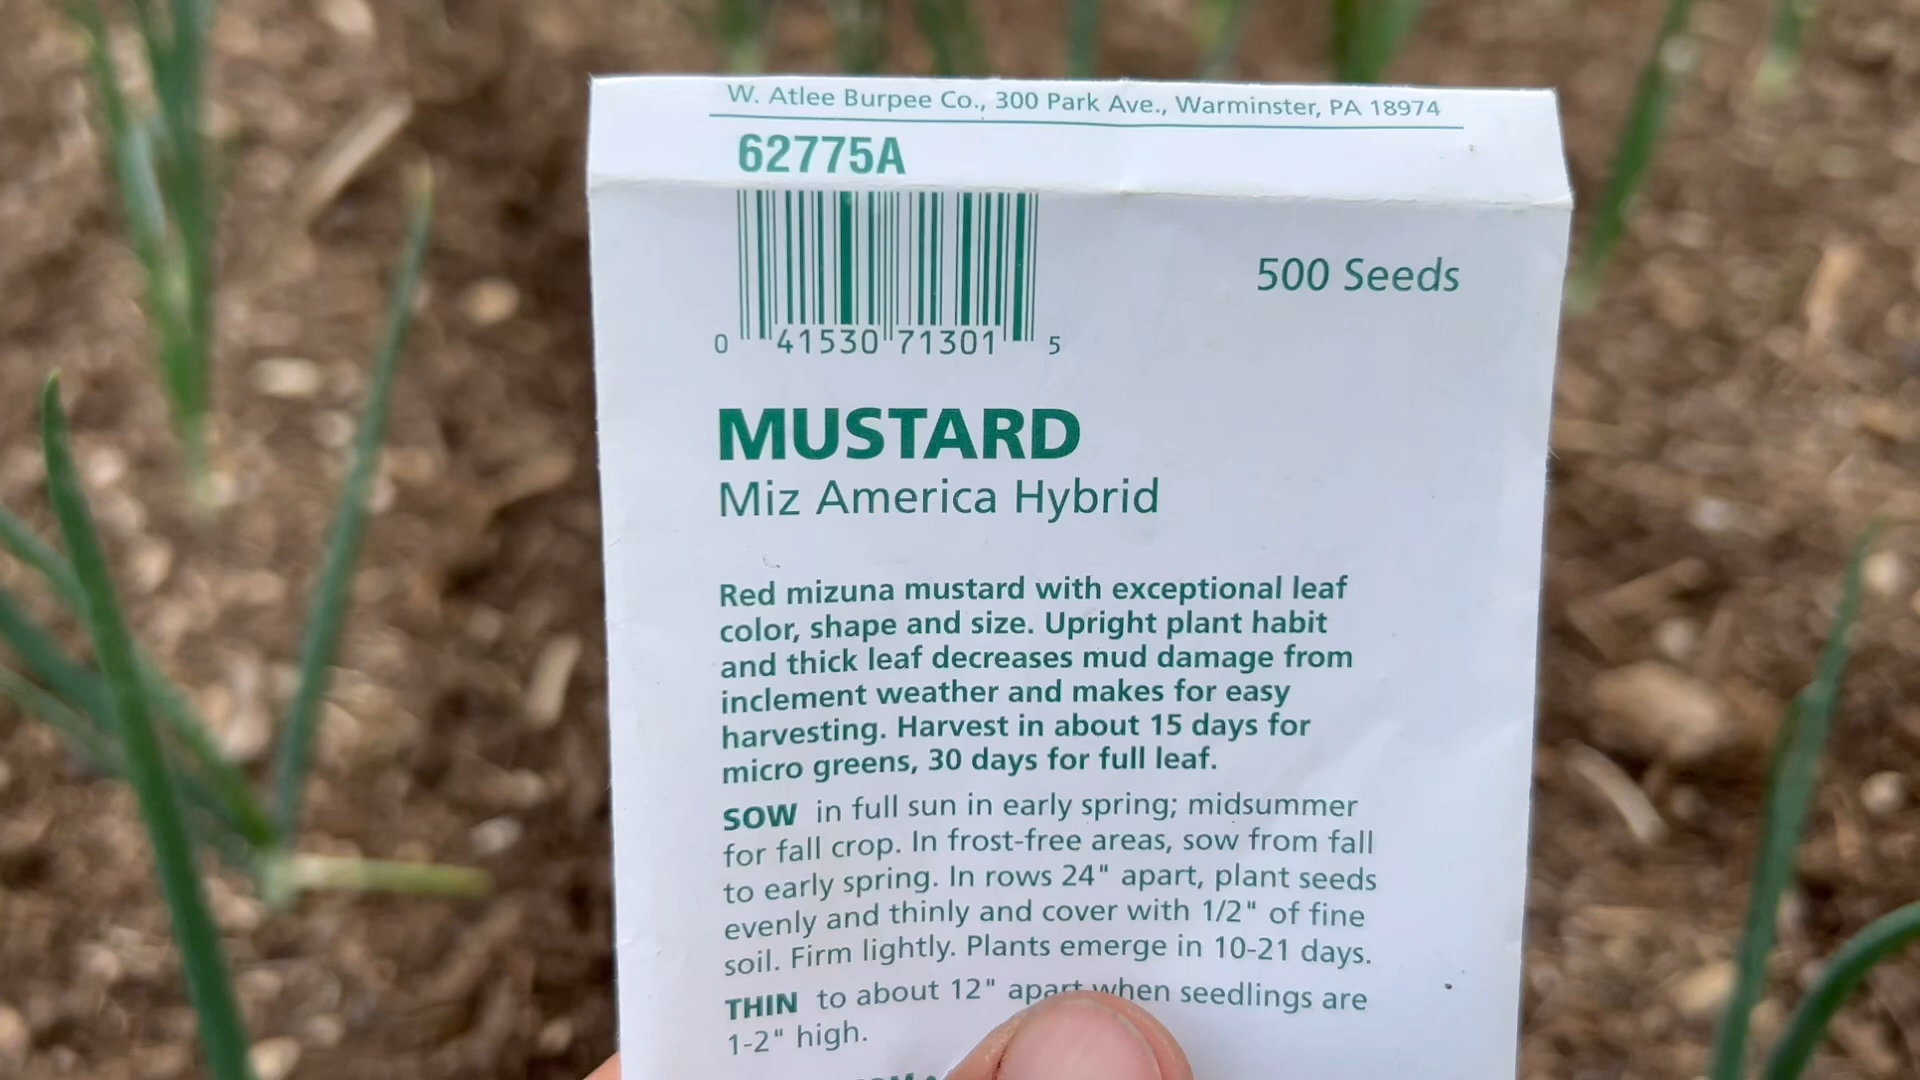 W. Atlee Burpee Co., 300 Park Ave., Warminster, PA 18974
62775A
500 Seeds
0 41530 71301 5
MUSTARD
Miz America Hybrid
Red mizuna mustard with exceptional leaf
color, shape and size. Upright plant habit
and thick leaf decreases mud damage from
inclement weather and makes for easy
harvesting. Harvest in about 15 days for
micro greens, 30 days for full leaf.
SOW in full sun in early spring; midsummer
for fall crop. In frost-free areas, sow from fall
to early spring. In rows 24" apart, plant seeds
evenly and thinly and cover with 1/2" of fine
soil. Firm lightly. Plants emerge in 10-21 days.
THIN to about 12" apart when seedlings are
1-2" high.